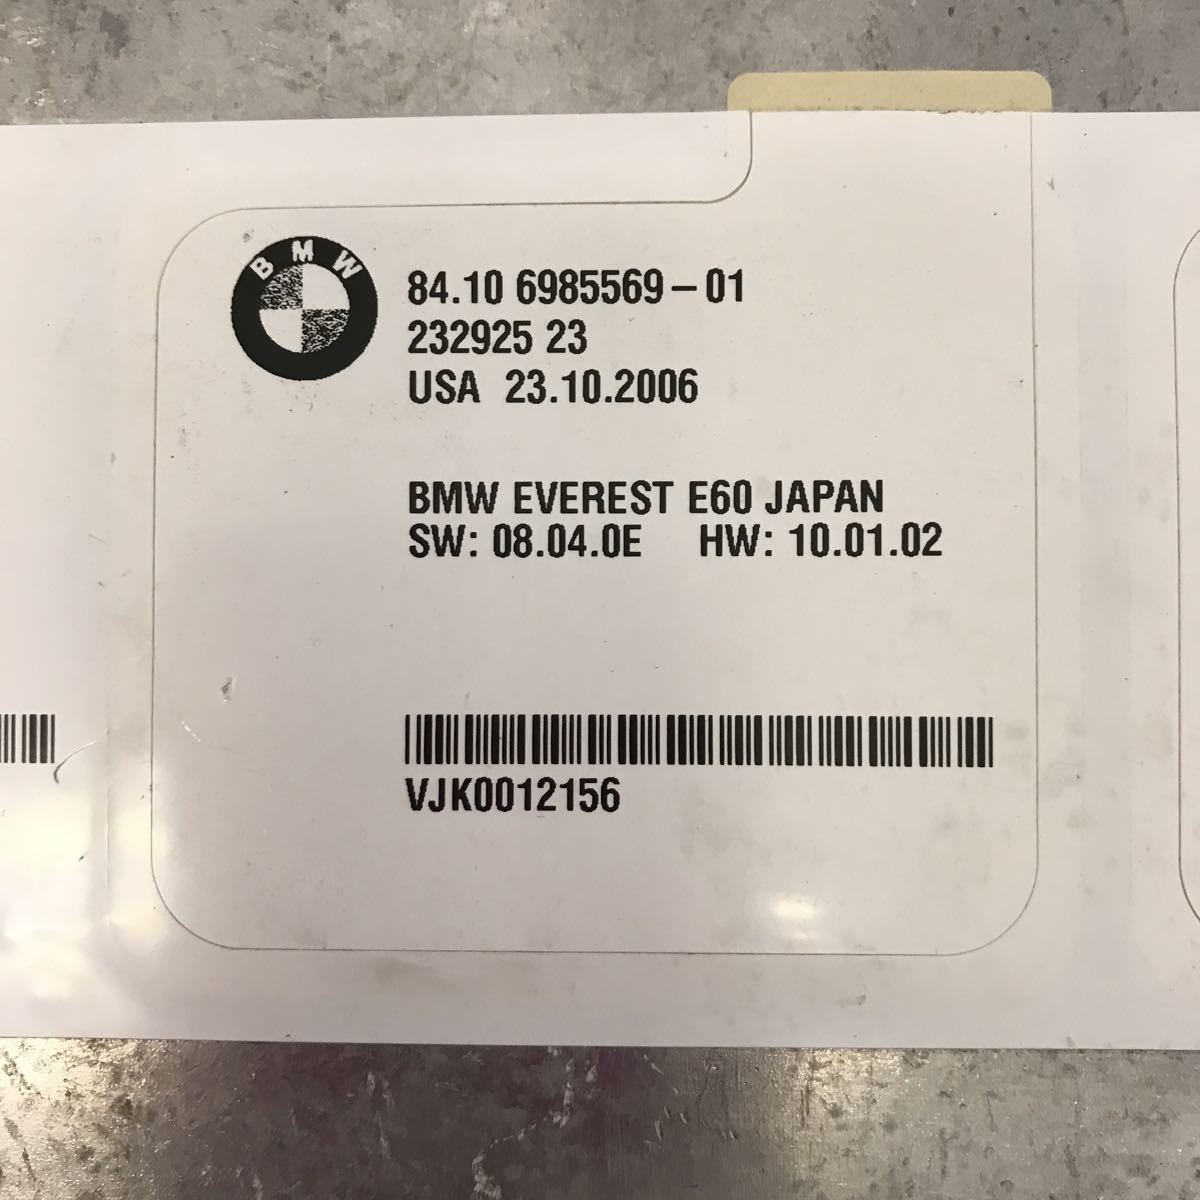 BMW
84.10 6985569-01
232925 23
USA 23.10.2006
BMW EVEREST E60 JAPAN
SW: 08.04.0E HW: 10.01.02
VJK0012156